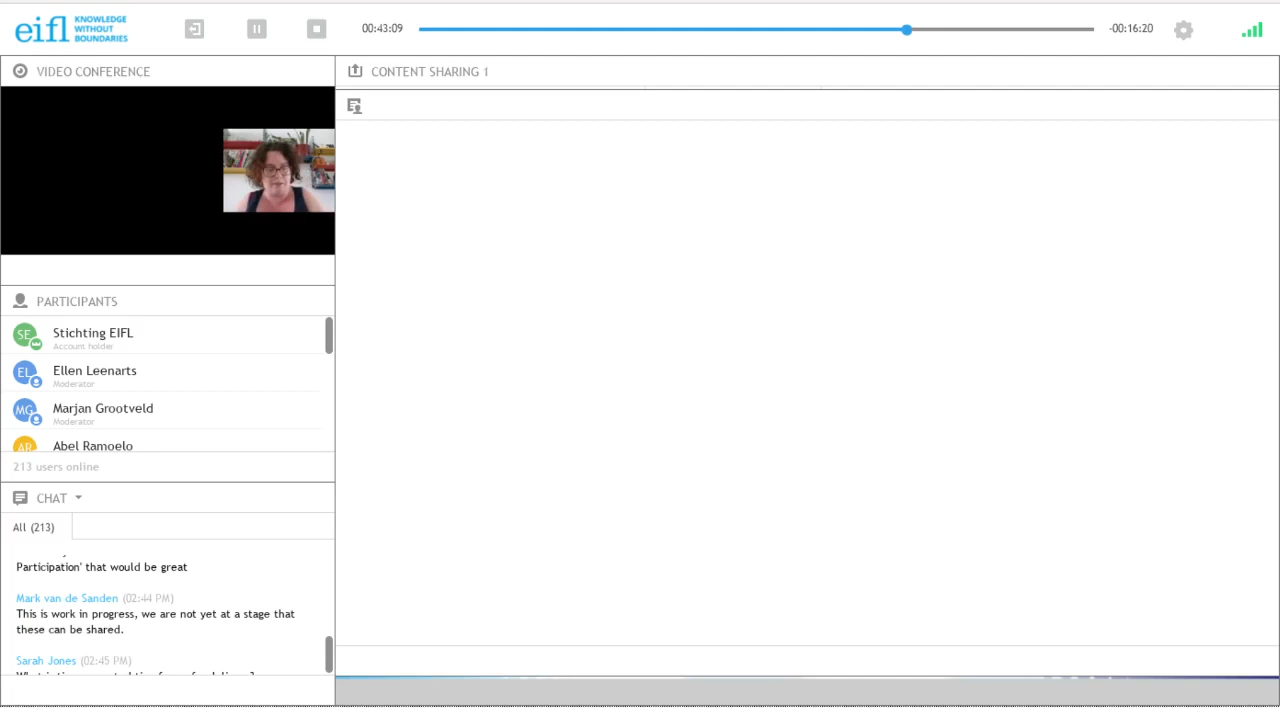 eifl KNOWLEDGE
WITHOUT
BOUNDARIES
00:43:09
-00:16:20
VIDEO CONFERENCE
CONTENT SHARING 1
PARTICIPANTS
SE Stichting EIFL
Account holder
EL Ellen Leenarts
Moderator
MG Marjan Grootveld
Moderator
AR Abel Ramoelo
213 users online
CHAT
All (213)
Participation' that would be great
Mark van de Sanden (02:44 PM)
This is work in progress, we are not yet at a stage that
these can be shared.
Sarah Jones (02:45 PM)